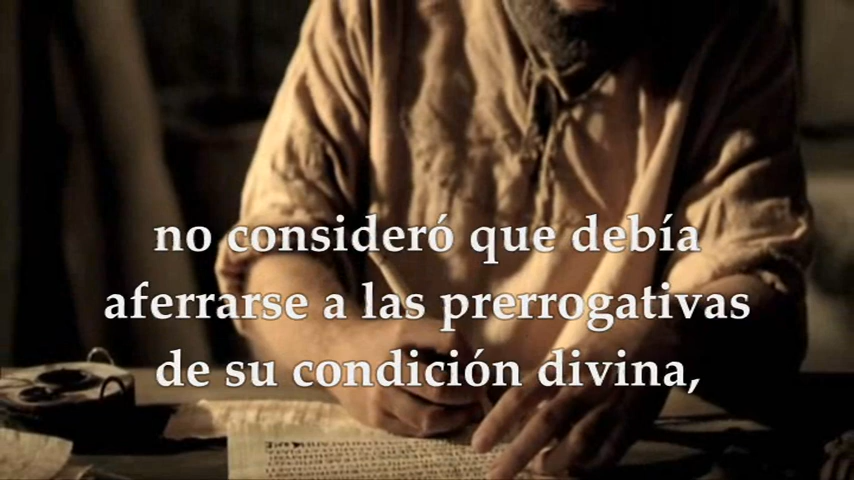 no consideró que debía
aferrarse a las prerrogativas
de su condición divina,